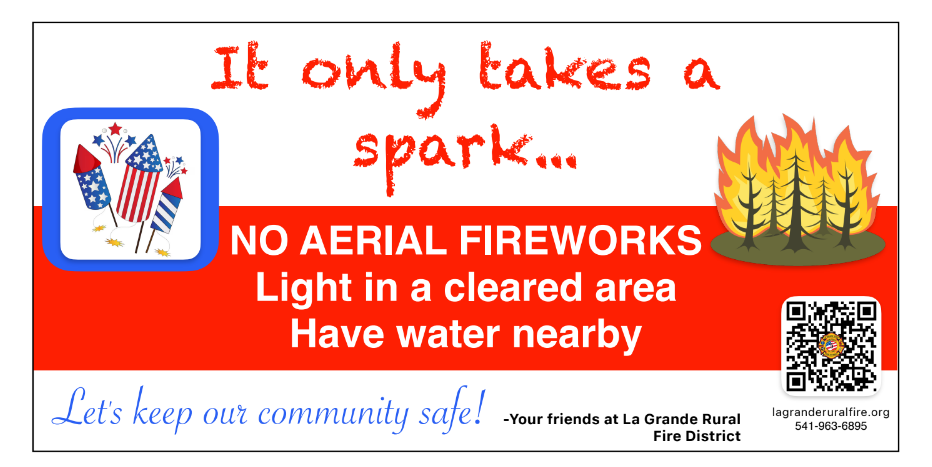 It only takes a
spark...
NO AERIAL FIREWORKS
Light in a cleared area
Have water nearby
Let's keep our community safe!
-Your friends at La Grande Rural
Fire District
lagranderuralfire.org
541-963-6895